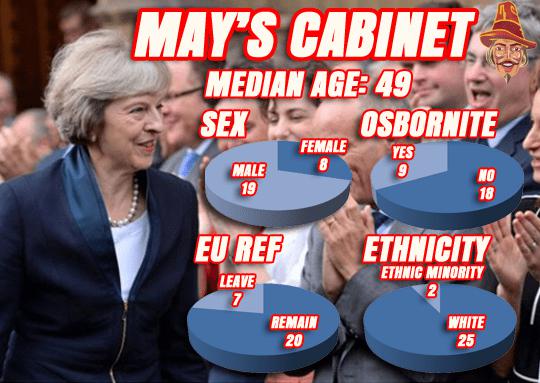 MAY'S CABINET
MEDIAN AGE: 49
SEX
MALE
19
FEMALE
8
OSBORNITE
YES
9
NO
18
EU REF
LEAVE
7
REMAIN
20
ETHNICITY
ETHNIC MINORITY
2
WHITE
25